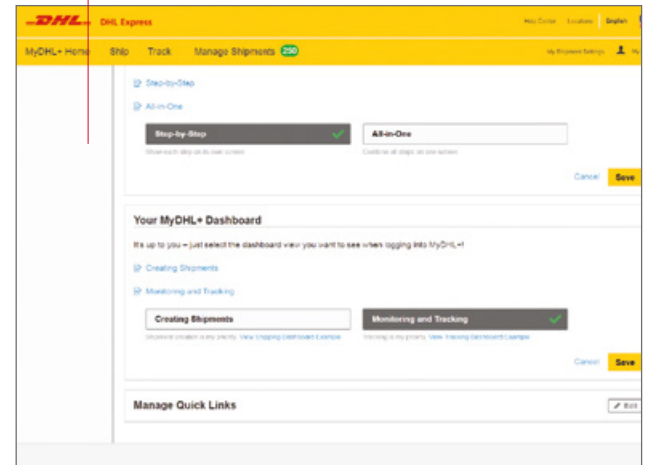 DHL DHL Express
Help Center Locations English
MyDHL+ Home Ship Track Manage Shipments 250 My Shipment Settings My
Step-by-Step
All-in-One
Step-by-Step All-in-One
Show each step on its own screen Combine all steps on one screen
Cancel Save
Your MyDHL+ Dashboard
It's up to you – just select the dashboard view you want to see when logging into MyDHL+!
Creating Shipments
Monitoring and Tracking
Creating Shipments Monitoring and Tracking
Shipment creation is my priority. View Shipping Dashboard Example Tracking is my priority. View Tracking Dashboard Example
Cancel Save
Manage Quick Links Edit